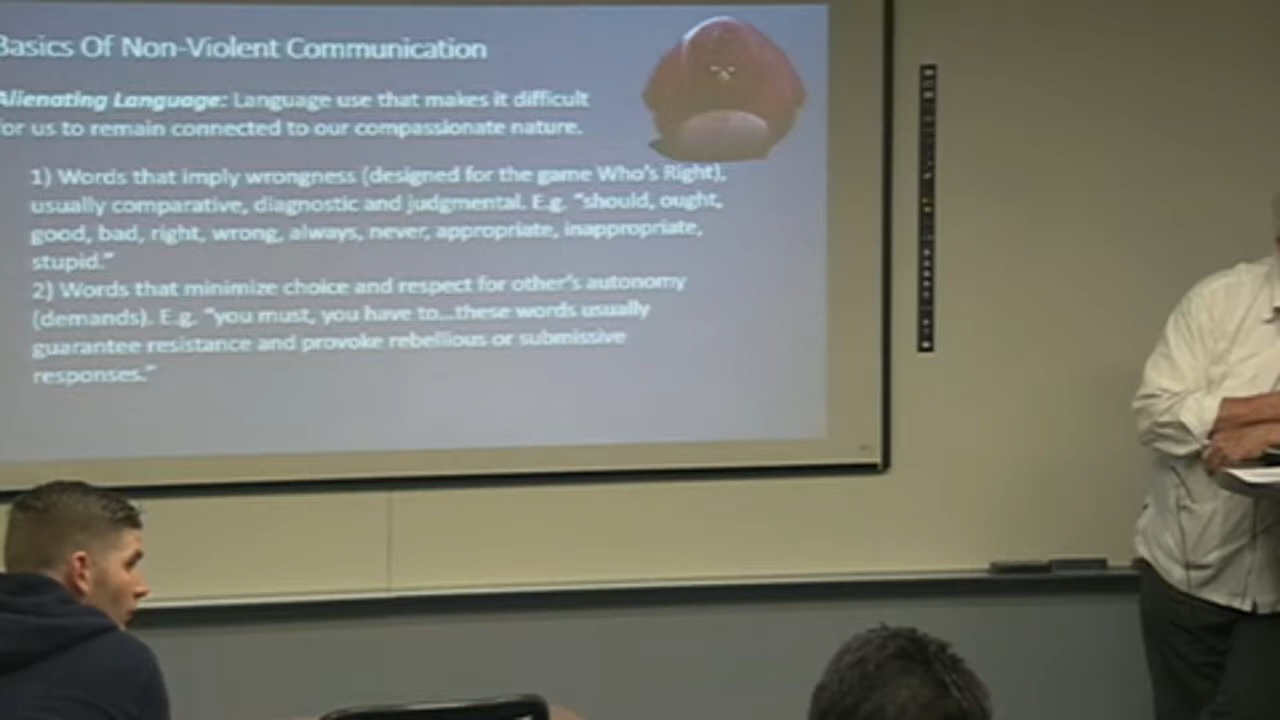 Basics Of Non-Violent Communication
Alienating Language: Language use that makes it difficult
for us to remain connected to our compassionate nature.
1) Words that imply wrongness (designed for the game Who's Right),
usually comparative, diagnostic and judgmental. E.g. "should, ought,
good, bad, right, wrong, always, never, appropriate, inappropriate,
stupid."
2) Words that minimize choice and respect for other's autonomy
(demands). E.g. "you must, you have to...these words usually
guarantee resistance and provoke rebellious or submissive
responses."